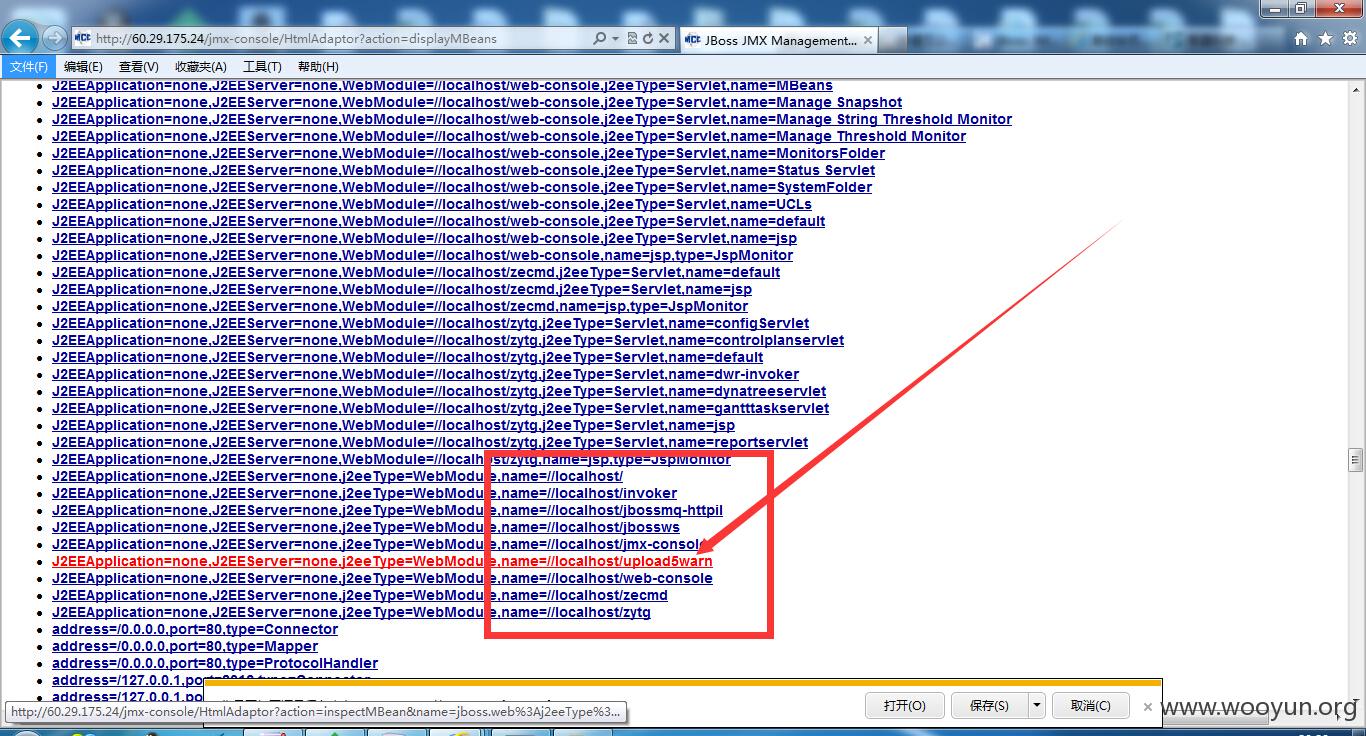 http://60.29.175.24/jmx-console/HtmlAdaptor?action=displayMBeans
JBoss JMX Management...
文件(F) 编辑(E) 查看(V) 收藏夹(A) 工具(T) 帮助(H)
J2EEApplication=none,J2EEServer=none,WebModule=//localhost/web-console,j2eeType=Servlet,name=MBeans
J2EEApplication=none,J2EEServer=none,WebModule=//localhost/web-console,j2eeType=Servlet,name=Manage Snapshot
J2EEApplication=none,J2EEServer=none,WebModule=//localhost/web-console,j2eeType=Servlet,name=Manage String Threshold Monitor
J2EEApplication=none,J2EEServer=none,WebModule=//localhost/web-console,j2eeType=Servlet,name=Manage Threshold Monitor
J2EEApplication=none,J2EEServer=none,WebModule=//localhost/web-console,j2eeType=Servlet,name=MonitorsFolder
J2EEApplication=none,J2EEServer=none,WebModule=//localhost/web-console,j2eeType=Servlet,name=Status Servlet
J2EEApplication=none,J2EEServer=none,WebModule=//localhost/web-console,j2eeType=Servlet,name=SystemFolder
J2EEApplication=none,J2EEServer=none,WebModule=//localhost/web-console,j2eeType=Servlet,name=UCLs
J2EEApplication=none,J2EEServer=none,WebModule=//localhost/web-console,j2eeType=Servlet,name=default
J2EEApplication=none,J2EEServer=none,WebModule=//localhost/web-console,j2eeType=Servlet,name=jsp
J2EEApplication=none,J2EEServer=none,WebModule=//localhost/web-console,name=jsp,type=JspMonitor
J2EEApplication=none,J2EEServer=none,WebModule=//localhost/zecmd,j2eeType=Servlet,name=default
J2EEApplication=none,J2EEServer=none,WebModule=//localhost/zecmd,j2eeType=Servlet,name=jsp
J2EEApplication=none,J2EEServer=none,WebModule=//localhost/zecmd,name=jsp,type=JspMonitor
J2EEApplication=none,J2EEServer=none,WebModule=//localhost/zytg,j2eeType=Servlet,name=configServlet
J2EEApplication=none,J2EEServer=none,WebModule=//localhost/zytg,j2eeType=Servlet,name=controlplanservlet
J2EEApplication=none,J2EEServer=none,WebModule=//localhost/zytg,j2eeType=Servlet,name=default
J2EEApplication=none,J2EEServer=none,WebModule=//localhost/zytg,j2eeType=Servlet,name=dwr-invoker
J2EEApplication=none,J2EEServer=none,WebModule=//localhost/zytg,j2eeType=Servlet,name=dynatreeservlet
J2EEApplication=none,J2EEServer=none,WebModule=//localhost/zytg,j2eeType=Servlet,name=gantttaskservlet
J2EEApplication=none,J2EEServer=none,WebModule=//localhost/zytg,j2eeType=Servlet,name=jsp
J2EEApplication=none,J2EEServer=none,WebModule=//localhost/zytg,j2eeType=Servlet,name=reportservlet
J2EEApplication=none,J2EEServer=none,WebModule=//localhost/zytg,name=jsp,type=JspMonitor
J2EEApplication=none,J2EEServer=none,j2eeType=WebModule,name=//localhost/
J2EEApplication=none,J2EEServer=none,j2eeType=WebModule,name=//localhost/invoker
J2EEApplication=none,J2EEServer=none,j2eeType=WebModule,name=//localhost/jbossmq-httpil
J2EEApplication=none,J2EEServer=none,j2eeType=WebModule,name=//localhost/jbossws
J2EEApplication=none,J2EEServer=none,j2eeType=WebModule,name=//localhost/jmx-console
J2EEApplication=none,J2EEServer=none,j2eeType=WebModule,name=//localhost/upload5warn
J2EEApplication=none,J2EEServer=none,j2eeType=WebModule,name=//localhost/web-console
J2EEApplication=none,J2EEServer=none,j2eeType=WebModule,name=//localhost/zecmd
J2EEApplication=none,J2EEServer=none,j2eeType=WebModule,name=//localhost/zytg
address=/0.0.0.0,port=80,type=Connector
address=/0.0.0.0,port=80,type=Mapper
address=/0.0.0.0,port=80,type=ProtocolHandler
address=/127.0.0.1
address=/127.0.0.1
打开(O) 保存(S) 取消(C)
http://60.29.175.24/jmx-console/HtmlAdaptor?action=inspectMBean&name=jboss.web%3Aj2eeType%3...
www.wooyun.org